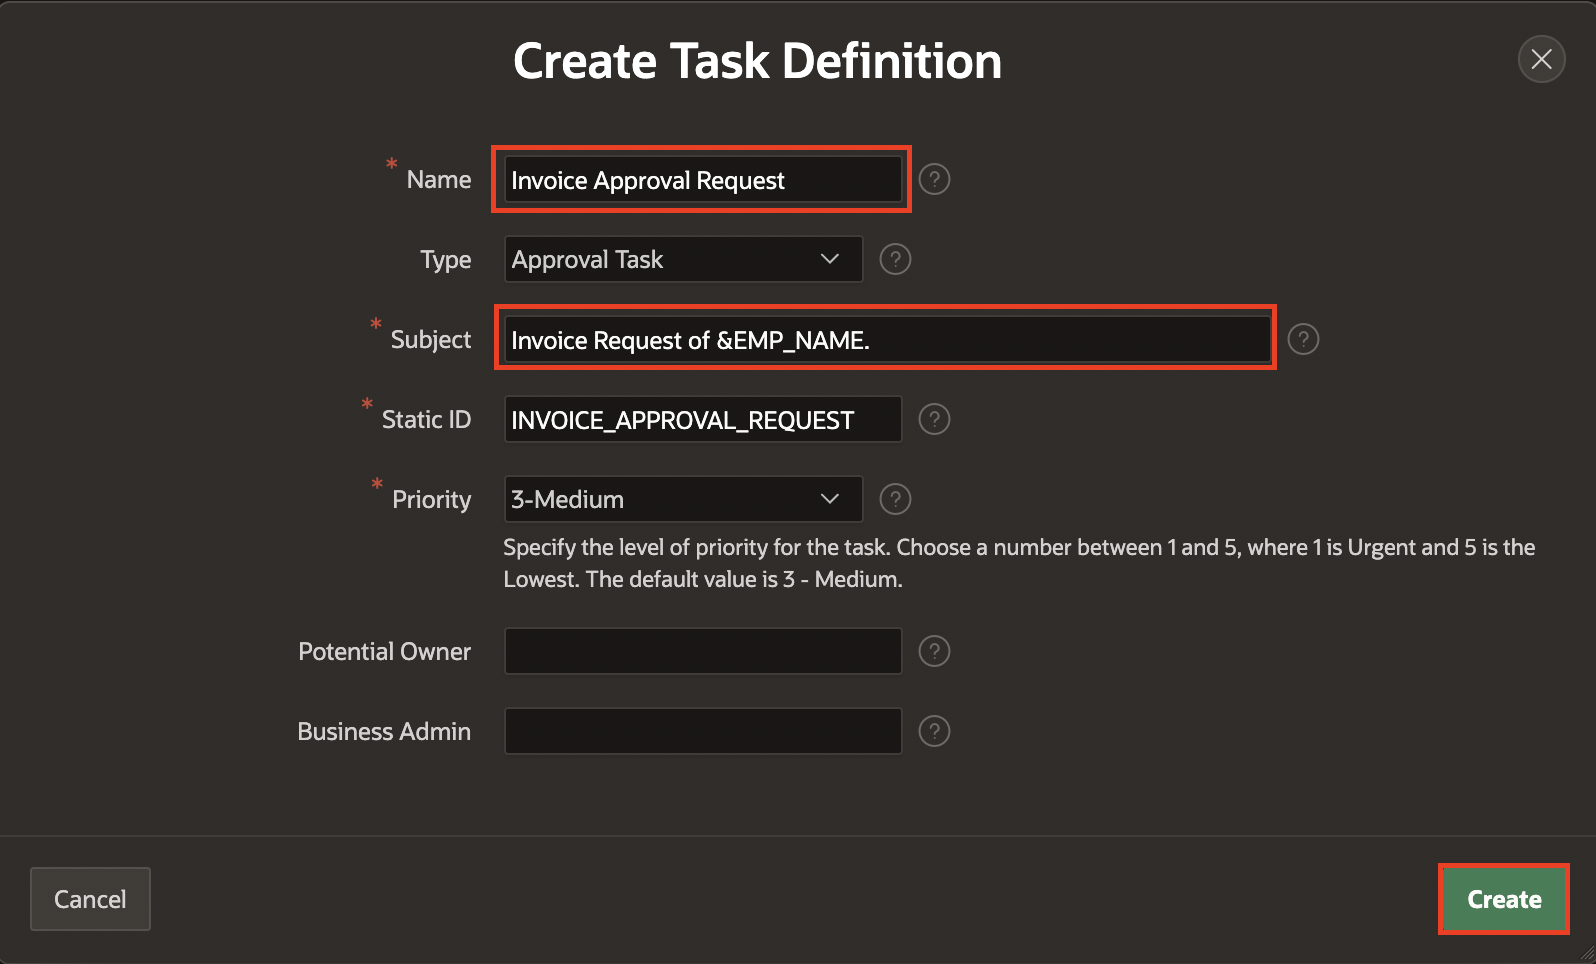 Create Task Definition
* Name Invoice Approval Request ?
Type Approval Task ?
* Subject Invoice Request of &EMP_NAME. ?
* Static ID INVOICE_APPROVAL_REQUEST ?
* Priority 3-Medium ?
Specify the level of priority for the task. Choose a number between 1 and 5, where 1 is Urgent and 5 is the
Lowest. The default value is 3 - Medium.
Potential Owner ?
Business Admin ?
Cancel Create